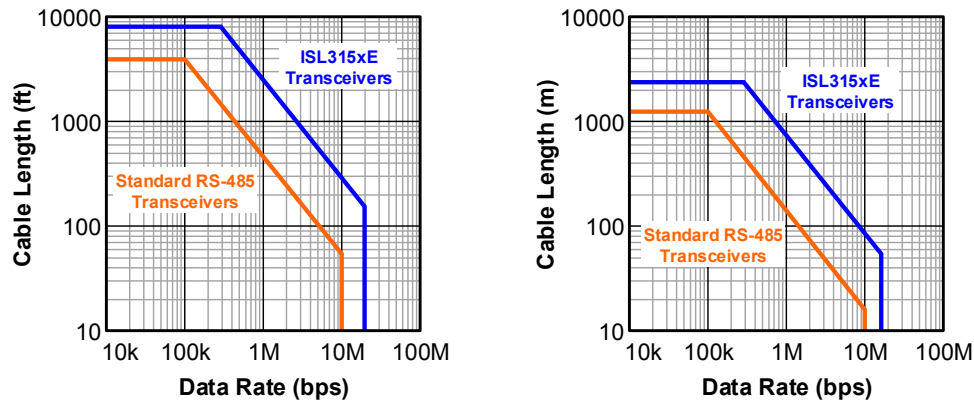 10000
1000
100
10
Cable Length (ft)
ISL315xE
Transceivers
Standard RS-485
Transceivers
10k 100k 1M 10M 100M
Data Rate (bps)
10000
1000
100
10
Cable Length (m)
ISL315xE
Transceivers
Standard RS-485
Transceivers
10k 100k 1M 10M 100M
Data Rate (bps)